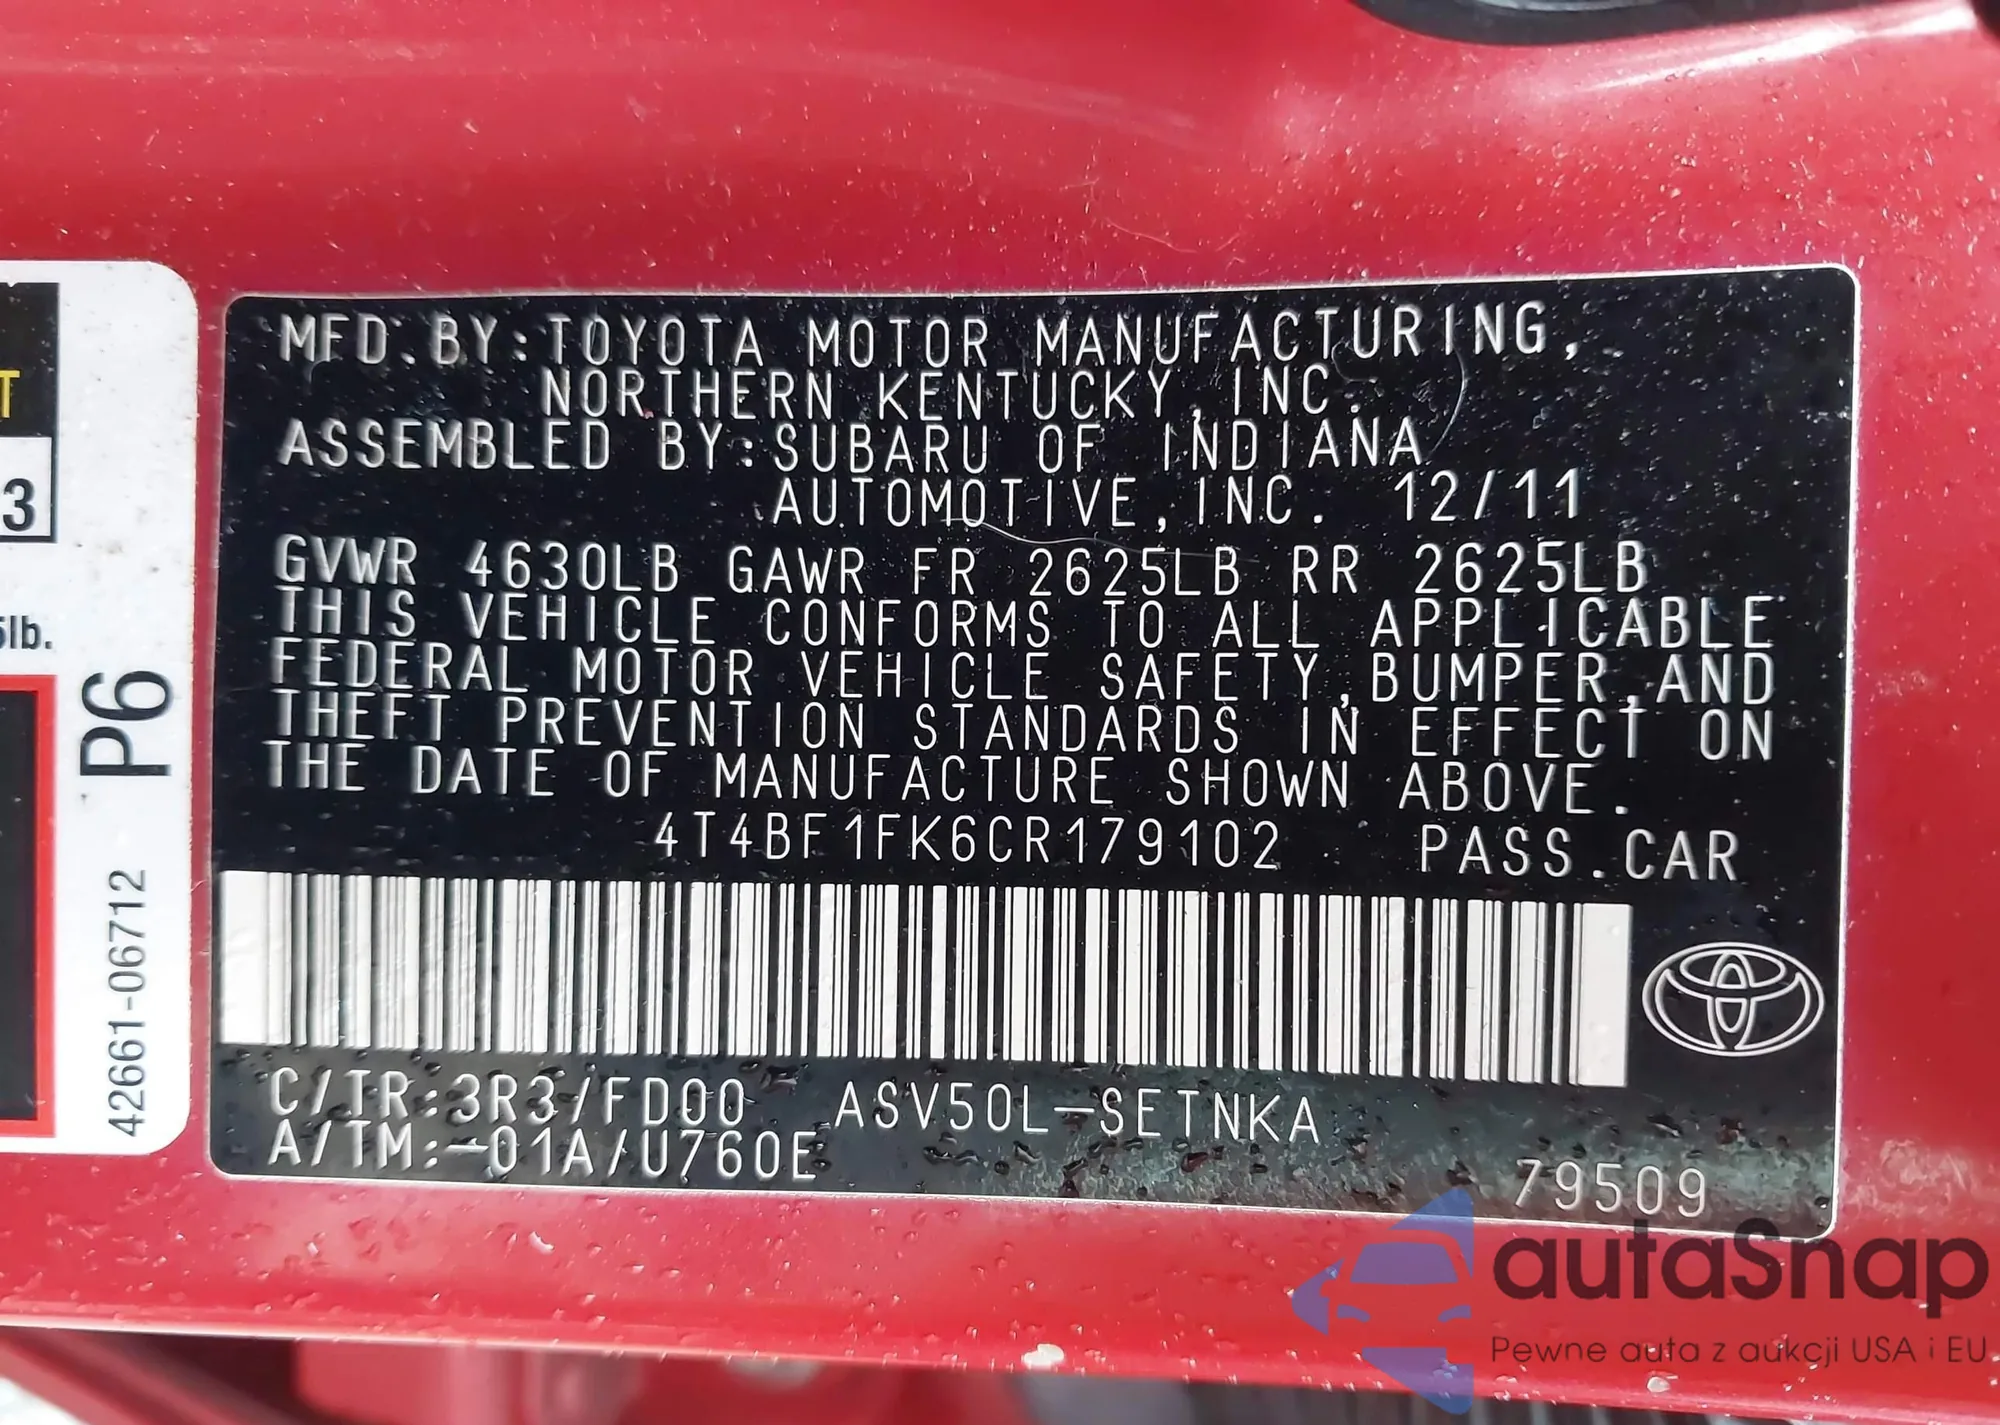 MFD.BY:TOYOTA MOTOR MANUFACTURING,
NORTHERN KENTUCKY,INC.
ASSEMBLED BY:SUBARU OF INDIANA
AUTOMOTIVE,INC. 12/11
GVWR 4630LB GAWR FR 2625LB RR 2625LB
THIS VEHICLE CONFORMS TO ALL APPLICABLE
FEDERAL MOTOR VEHICLE SAFETY,BUMPER,AND
THEFT PREVENTION STANDARDS IN EFFECT ON
THE DATE OF MANUFACTURE SHOWN ABOVE.
4T4BF1FK6CR179102 PASS.CAR
C/TR:3R3/FD00 ASV50L-SETNKA
A/TM:-01A/U760E
79509
T
3
5lb.
P6
42661-06712
autaSnap
Pewne auta z aukcji USA i EU